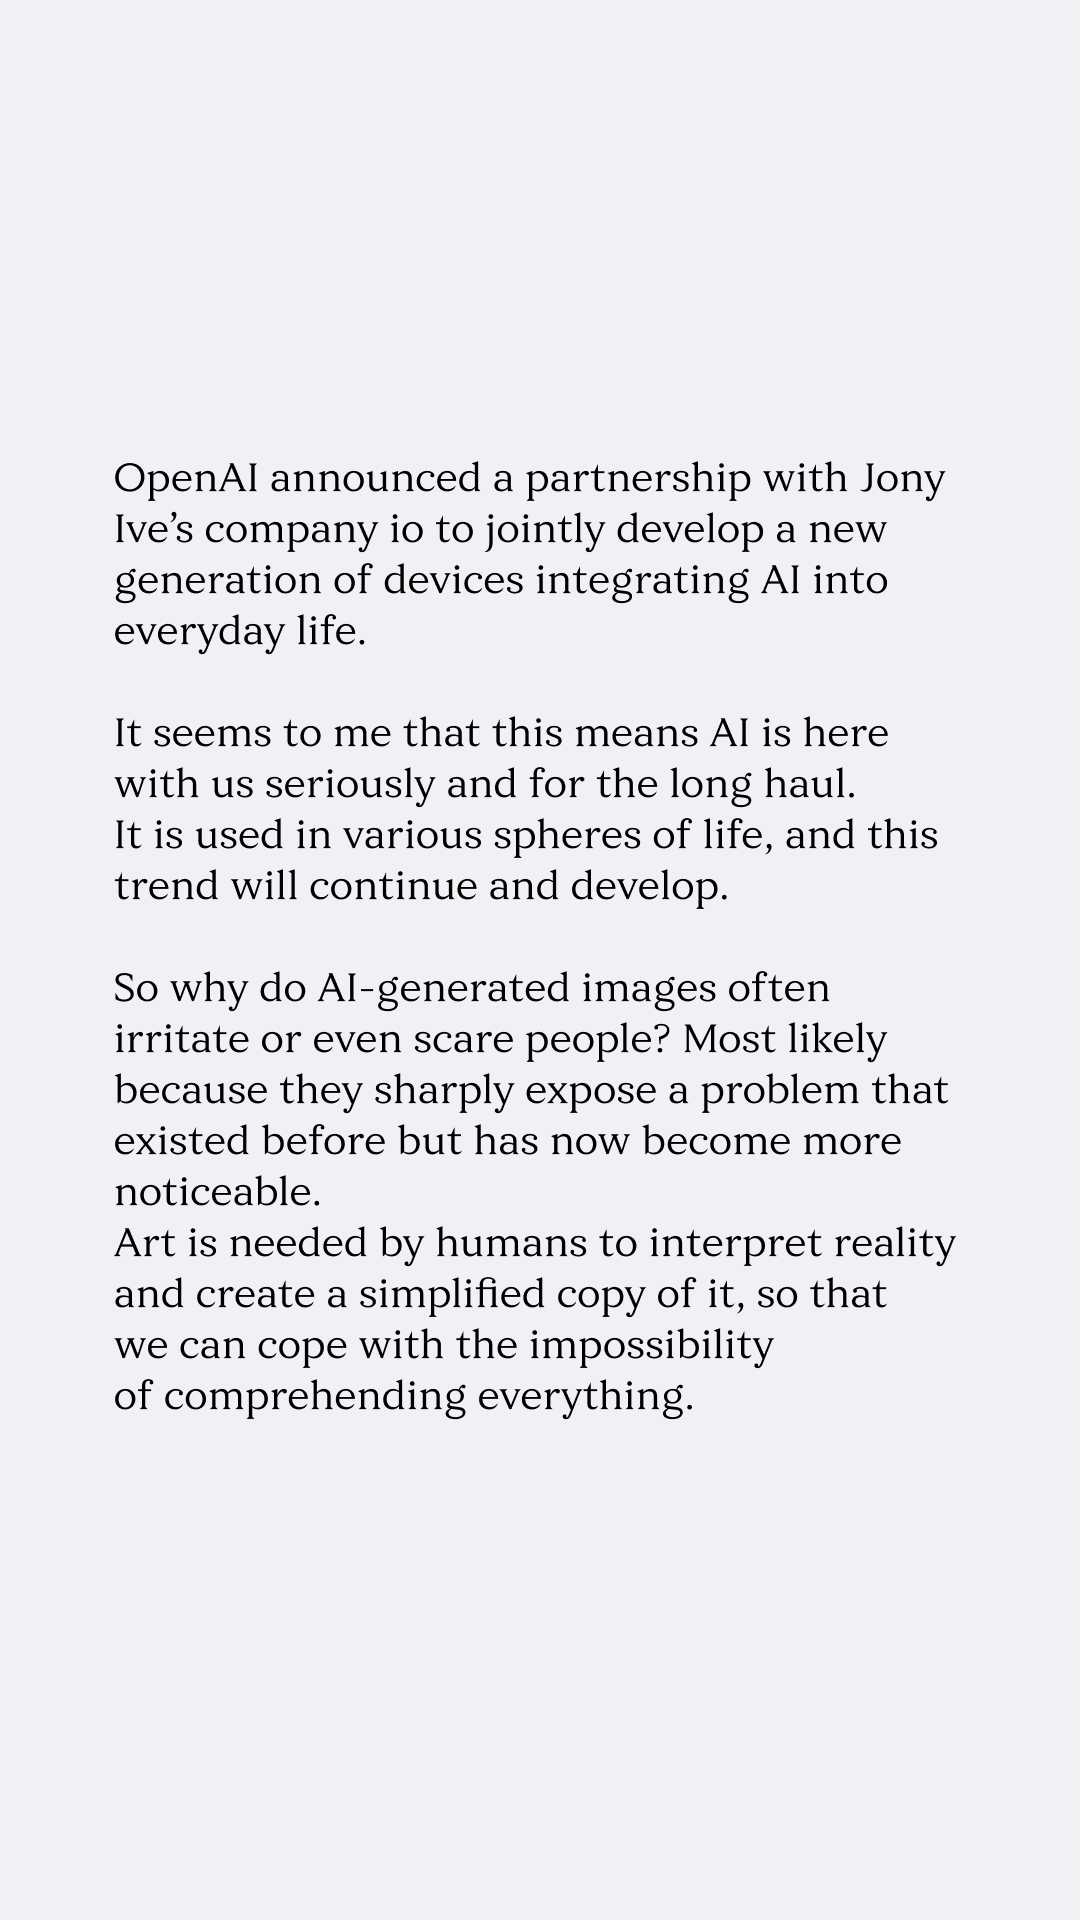 OpenAI announced a partnership with Jony
Ive’s company io to jointly develop a new
generation of devices integrating AI into
everyday life.
It seems to me that this means AI is here
with us seriously and for the long haul.
It is used in various spheres of life, and this
trend will continue and develop.
So why do AI-generated images often
irritate or even scare people? Most likely
because they sharply expose a problem that
existed before but has now become more
noticeable.
Art is needed by humans to interpret reality
and create a simplified copy of it, so that
we can cope with the impossibility
of comprehending everything.